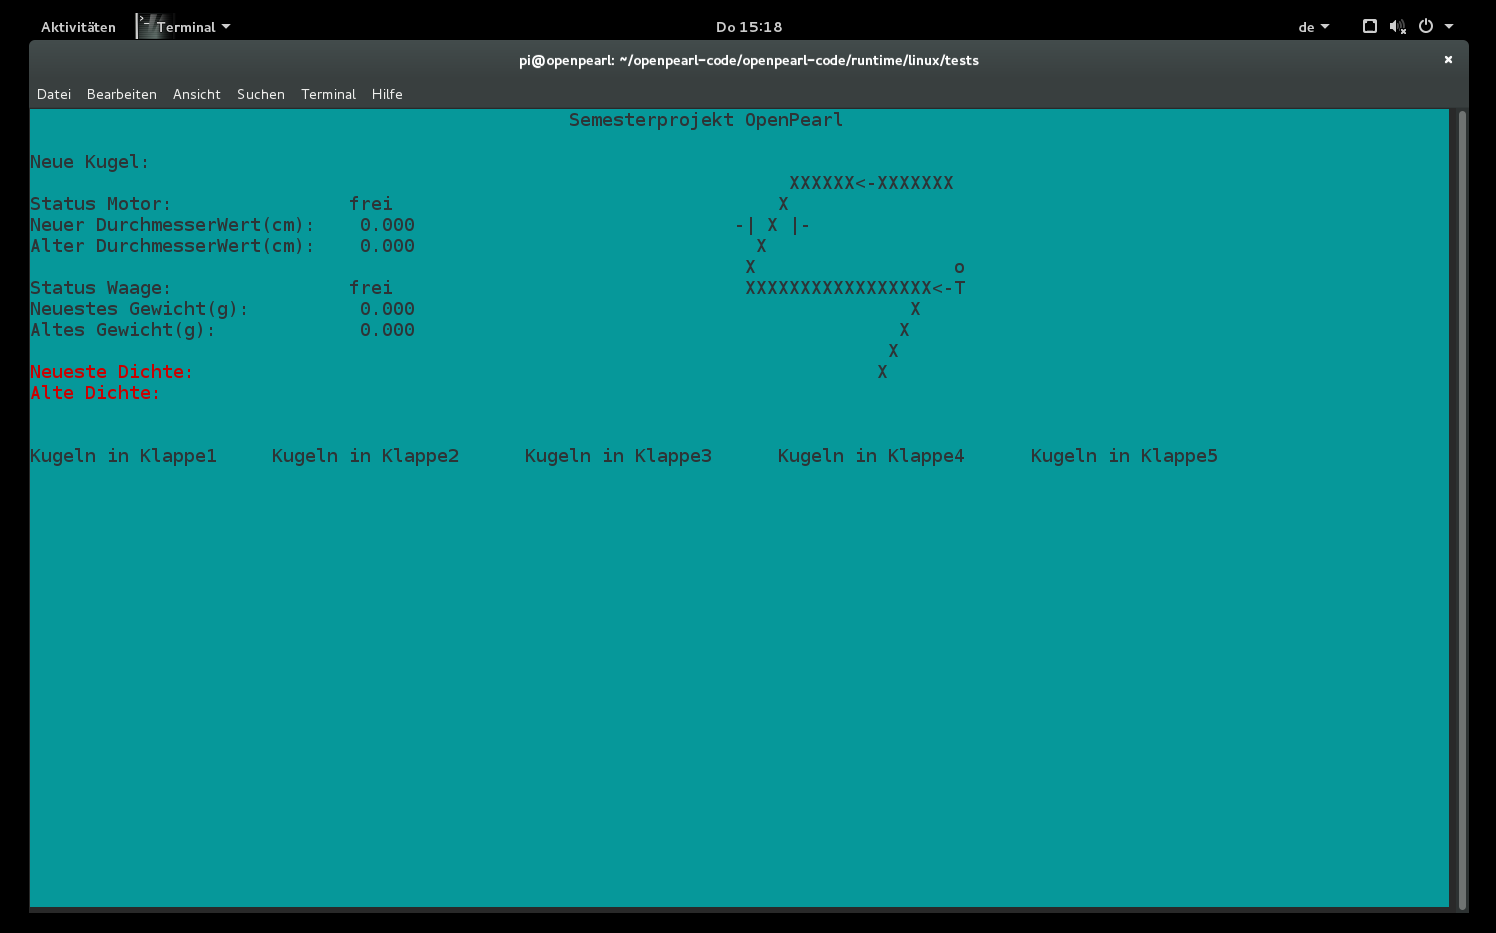 Aktivitäten Terminal Do 15:18 de
pi@openpearl: ~/openpearl-code/openpearl-code/runtime/linux/tests
Datei Bearbeiten Ansicht Suchen Terminal Hilfe
Semesterprojekt OpenPearl
Neue Kugel:
XXXXXX<-XXXXXXX
Status Motor: frei X
Neuer DurchmesserWert(cm): 0.000 -| X |-
Alter DurchmesserWert(cm): 0.000 X
X o
Status Waage: frei XXXXXXXXXXXXXXXXX<-T
Neuestes Gewicht(g): 0.000 X
Altes Gewicht(g): 0.000 X
X
Neueste Dichte: X
Alte Dichte:
Kugeln in Klappe1 Kugeln in Klappe2 Kugeln in Klappe3 Kugeln in Klappe4 Kugeln in Klappe5